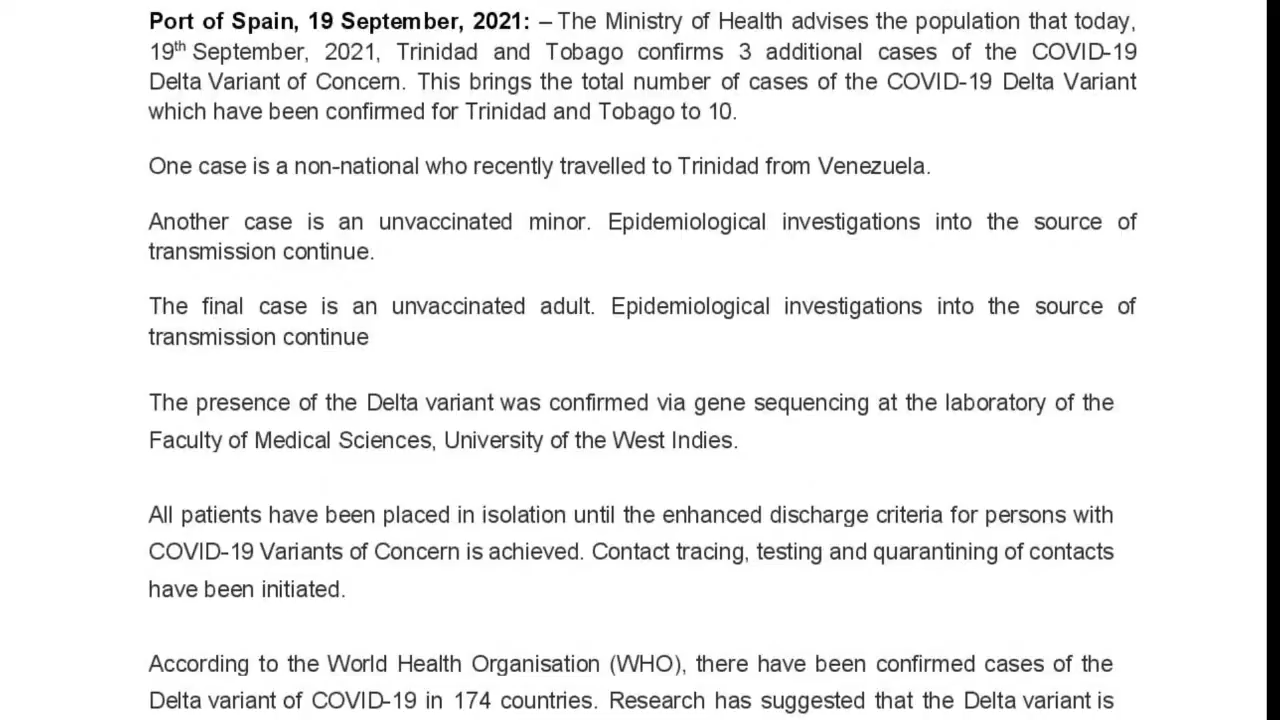 Port of Spain, 19 September, 2021: – The Ministry of Health advises the population that today,
19th September, 2021, Trinidad and Tobago confirms 3 additional cases of the COVID-19
Delta Variant of Concern. This brings the total number of cases of the COVID-19 Delta Variant
which have been confirmed for Trinidad and Tobago to 10.
One case is a non-national who recently travelled to Trinidad from Venezuela.
Another case is an unvaccinated minor. Epidemiological investigations into the source of
transmission continue.
The final case is an unvaccinated adult. Epidemiological investigations into the source of
transmission continue
The presence of the Delta variant was confirmed via gene sequencing at the laboratory of the
Faculty of Medical Sciences, University of the West Indies.
All patients have been placed in isolation until the enhanced discharge criteria for persons with
COVID-19 Variants of Concern is achieved. Contact tracing, testing and quarantining of contacts
have been initiated.
According to the World Health Organisation (WHO), there have been confirmed cases of the
Delta variant of COVID-19 in 174 countries. Research has suggested that the Delta variant is